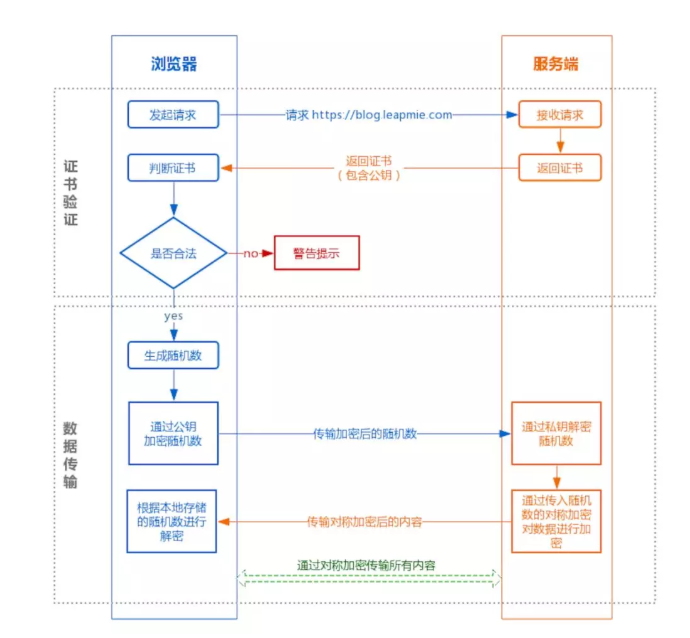 浏览器
服务端
证书验证
发起请求
请求 https://blog.leapmie.com
接收请求
判断证书
返回证书
（包含公钥）
返回证书
是否合法
no
警告提示
yes
数据传输
生成随机数
通过公钥
加密随机数
传输加密后的随机数
通过私钥解密
随机数
根据本地存储
的随机数进行
解密
传输对称加密后的内容
通过传入随机
数的对称加密
对数据进行加
密
通过对称加密传输所有内容